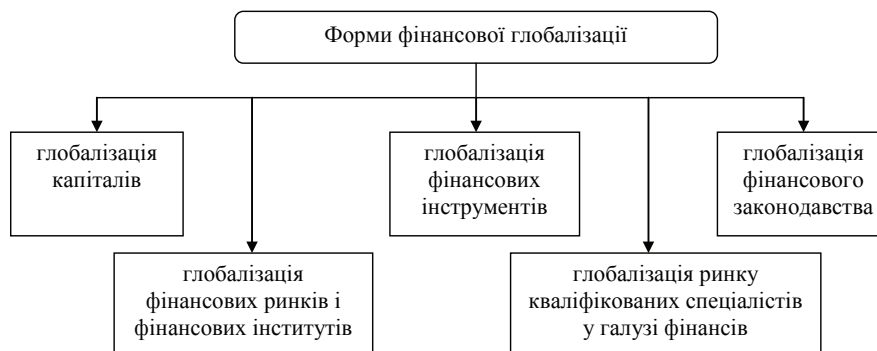 Форми фінансової глобалізації
глобалізація
капіталів
глобалізація
фінансових
інструментів
глобалізація
фінансового
законодавства
глобалізація
фінансових ринків і
фінансових інститутів
глобалізація ринку
кваліфікованих спеціалістів
у галузі фінансів